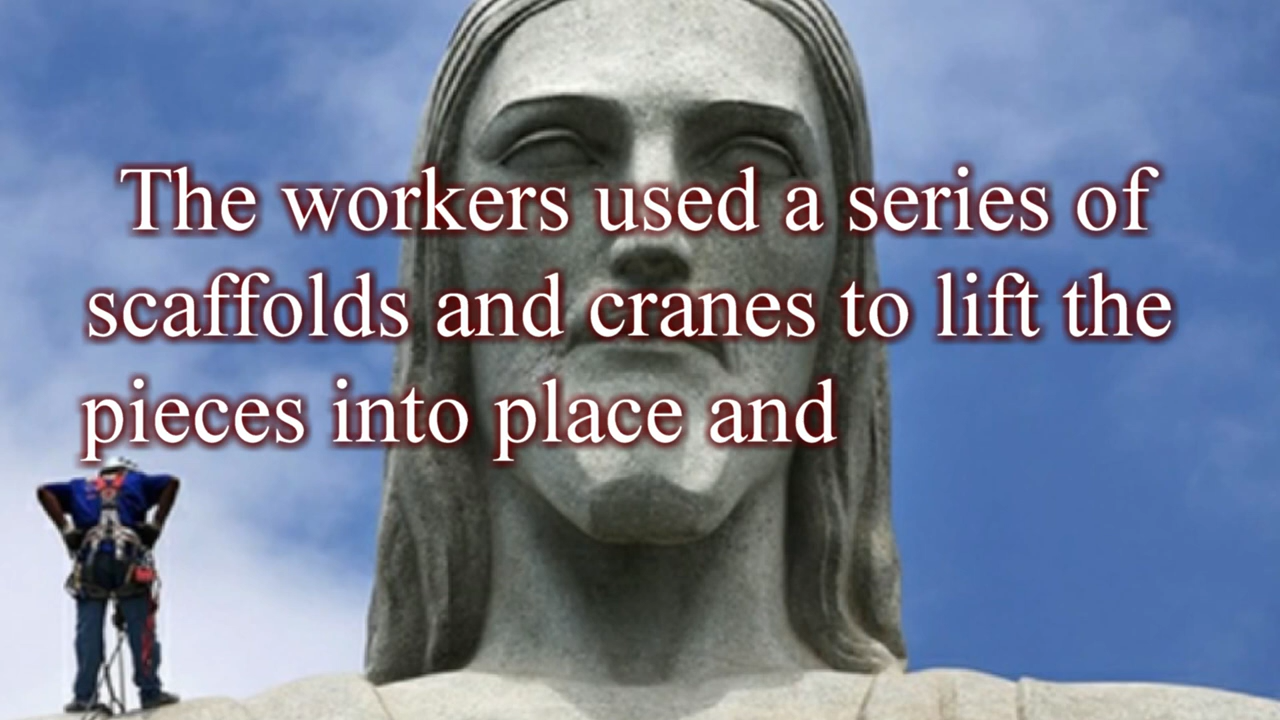 The workers used a series of
scaffolds and cranes to lift the
pieces into place and